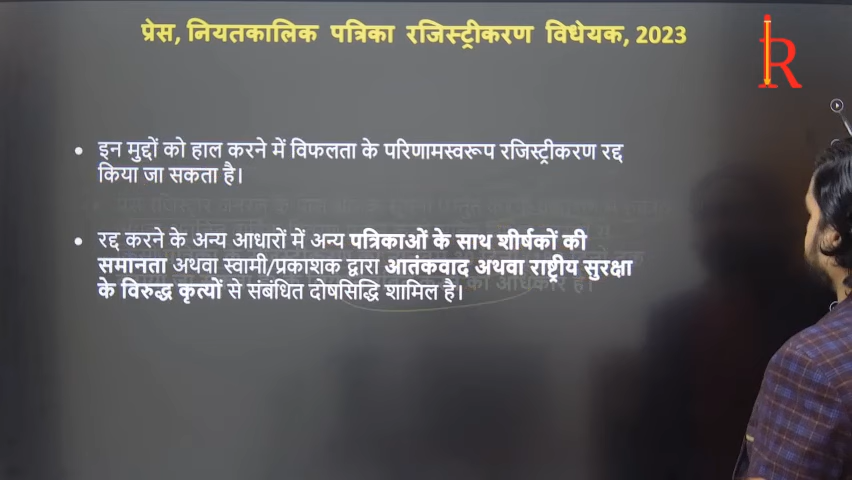 प्रेस, नियतकालिक पत्रिका रजिस्ट्रीकरण विधेयक, 2023
R
• इन मुद्दों को हाल करने में विफलता के परिणामस्वरूप रजिस्ट्रीकरण रद्द
किया जा सकता है।
• रद्द करने के अन्य आधारों में अन्य पत्रिकाओं के साथ शीर्षकों की
समानता अथवा स्वामी/प्रकाशक द्वारा आतंकवाद अथवा राष्ट्रीय सुरक्षा
के विरुद्ध कृत्यों से संबंधित दोषसिद्धि शामिल है।